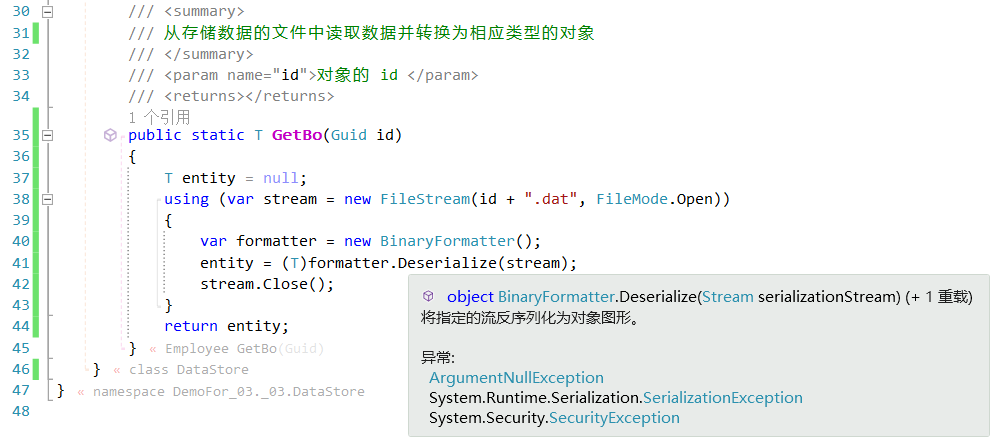 30 /// <summary>
31 /// 从存储数据的文件中读取数据并转换为相应类型的对象
32 /// </summary>
33 /// <param name="id">对象的 id </param>
34 /// <returns></returns>
1 个引用
35 public static T GetBo(Guid id)
36 {
37 T entity = null;
38 using (var stream = new FileStream(id + ".dat", FileMode.Open))
39 {
40 var formatter = new BinaryFormatter();
41 entity = (T)formatter.Deserialize(stream);
42 stream.Close();
43 }
44 return entity;
45 } « Employee GetBo(Guid)
46 } « class DataStore
47 } « namespace DemoFor_03._03.DataStore
48
object BinaryFormatter.Deserialize(Stream serializationStream) (+ 1 重载)
将指定的流反序列化为对象图形。
异常:
ArgumentNullException
System.Runtime.Serialization.SerializationException
System.Security.SecurityException